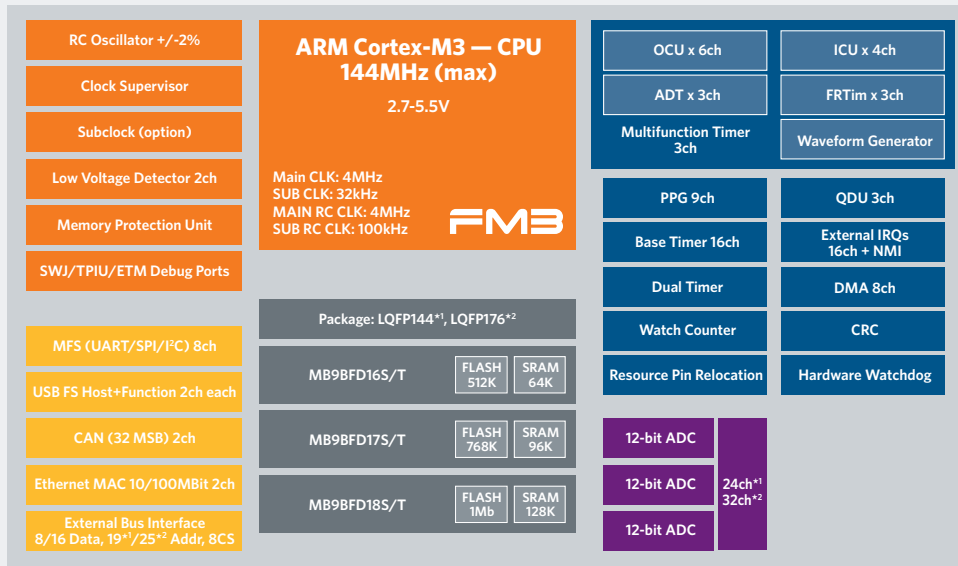 RC Oscillator +/-2%
Clock Supervisor
Subclock (option)
Low Voltage Detector 2ch
Memory Protection Unit
SWJ/TPIU/ETM Debug Ports
MFS (UART/SPI/I²C) 8ch
USB FS Host+Function 2ch each
CAN (32 MSB) 2ch
Ethernet MAC 10/100MBit 2ch
External Bus Interface
8/16 Data, 19*¹/25*² Addr, 8CS
ARM Cortex-M3 — CPU
144MHz (max)
2.7-5.5V
Main CLK: 4MHz
SUB CLK: 32kHz
MAIN RC CLK: 4MHz
SUB RC CLK: 100kHz
FM3
Package: LQFP144*¹, LQFP176*²
MB9BFD16S/T
FLASH
512K
SRAM
64K
MB9BFD17S/T
FLASH
768K
SRAM
96K
MB9BFD18S/T
FLASH
1Mb
SRAM
128K
OCU x 6ch
ICU x 4ch
ADT x 3ch
FRTim x 3ch
Multifunction Timer
3ch
Waveform Generator
PPG 9ch
QDU 3ch
Base Timer 16ch
External IRQs
16ch + NMI
Dual Timer
DMA 8ch
Watch Counter
CRC
Resource Pin Relocation
Hardware Watchdog
12-bit ADC
12-bit ADC
12-bit ADC
24ch*¹
32ch*²